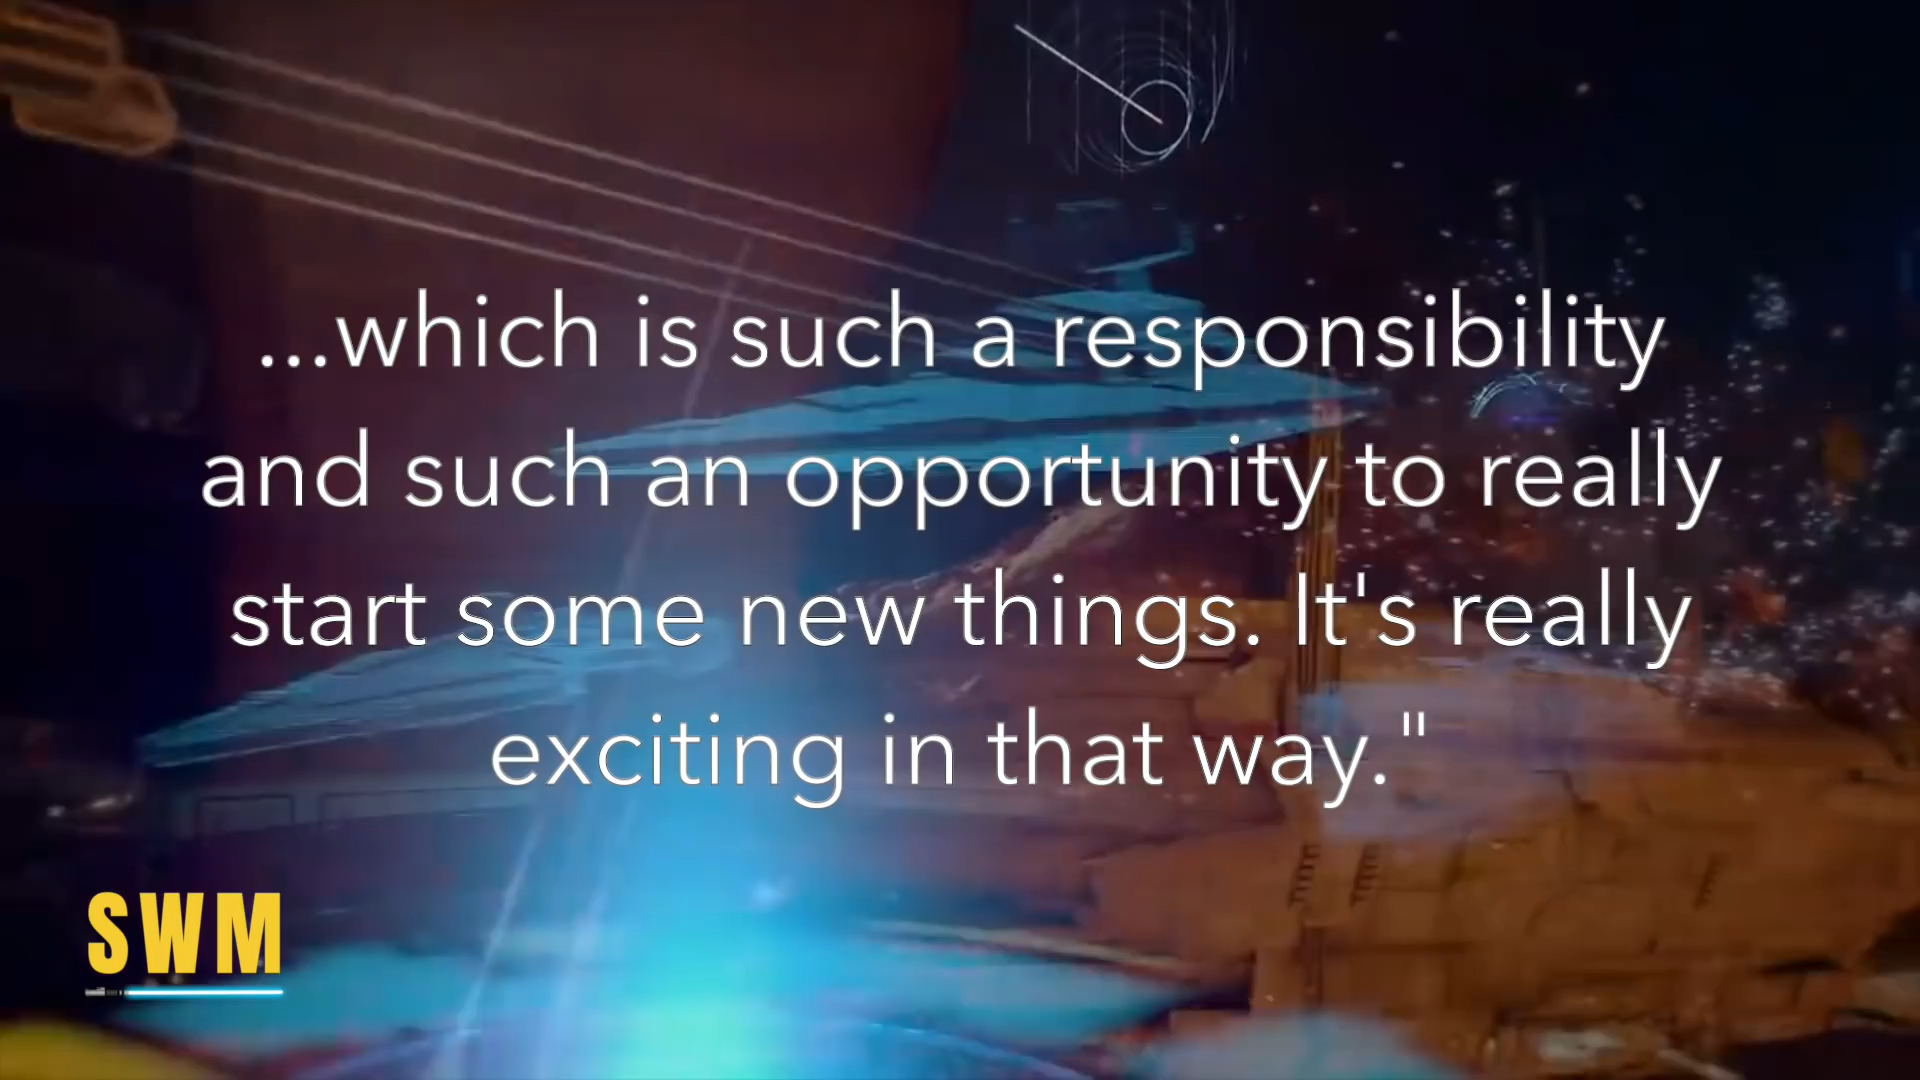 ...which is such a responsibility
and such an opportunity to really
start some new things. It's really
exciting in that way."
SWM